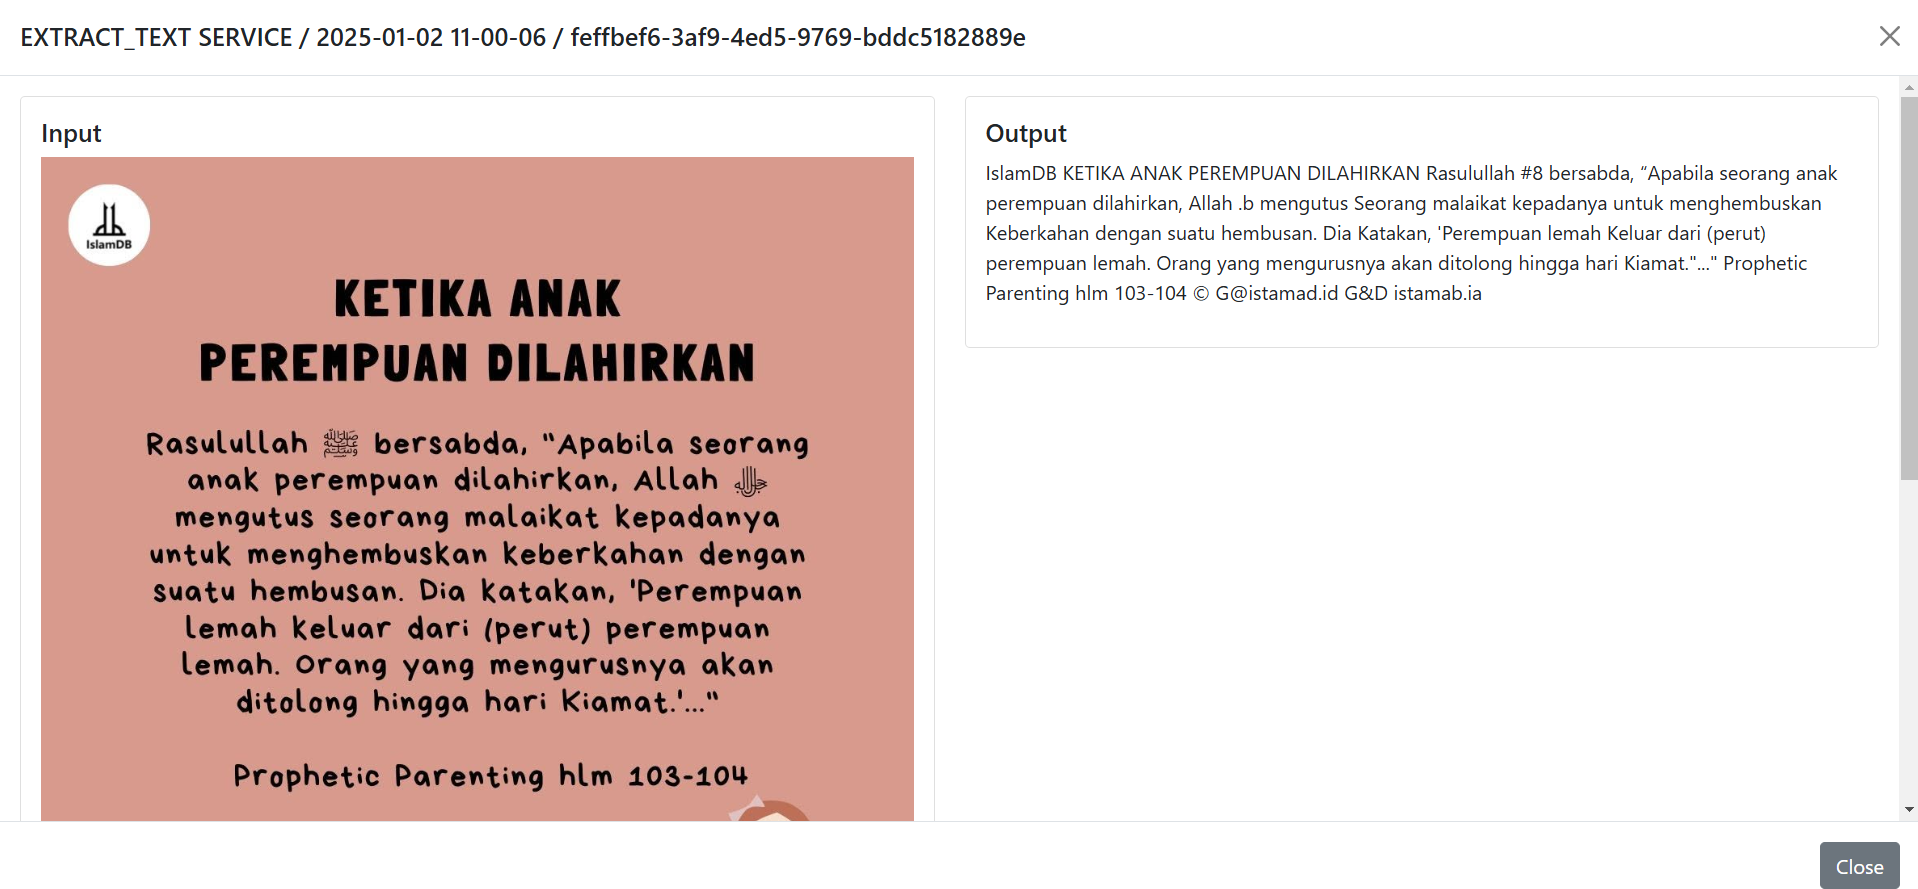 EXTRACT_TEXT SERVICE / 2025-01-02 11-00-06 / feffbef6-3af9-4ed5-9769-bddc5182889e
Input
IslamDB
KETIKA ANAK
PEREMPUAN DILAHIRKAN
Rasulullah ﷺ bersabda, "Apabila seorang
anak perempuan dilahirkan, Allah ﷻ
mengutus seorang malaikat kepadanya
untuk menghembuskan keberkahan dengan
suatu hembusan. Dia katakan, 'Perempuan
lemah keluar dari (perut) perempuan
lemah. Orang yang mengurusnya akan
ditolong hingga hari Kiamat.'..."
Prophetic Parenting hlm 103-104
Output
IslamDB KETIKA ANAK PEREMPUAN DILAHIRKAN Rasulullah #8 bersabda, “Apabila seorang anak
perempuan dilahirkan, Allah .b mengutus Seorang malaikat kepadanya untuk menghembuskan
Keberkahan dengan suatu hembusan. Dia Katakan, 'Perempuan lemah Keluar dari (perut)
perempuan lemah. Orang yang mengurusnya akan ditolong hingga hari Kiamat."..." Prophetic
Parenting hlm 103-104 © G@istamad.id G&D istamab.ia
Close